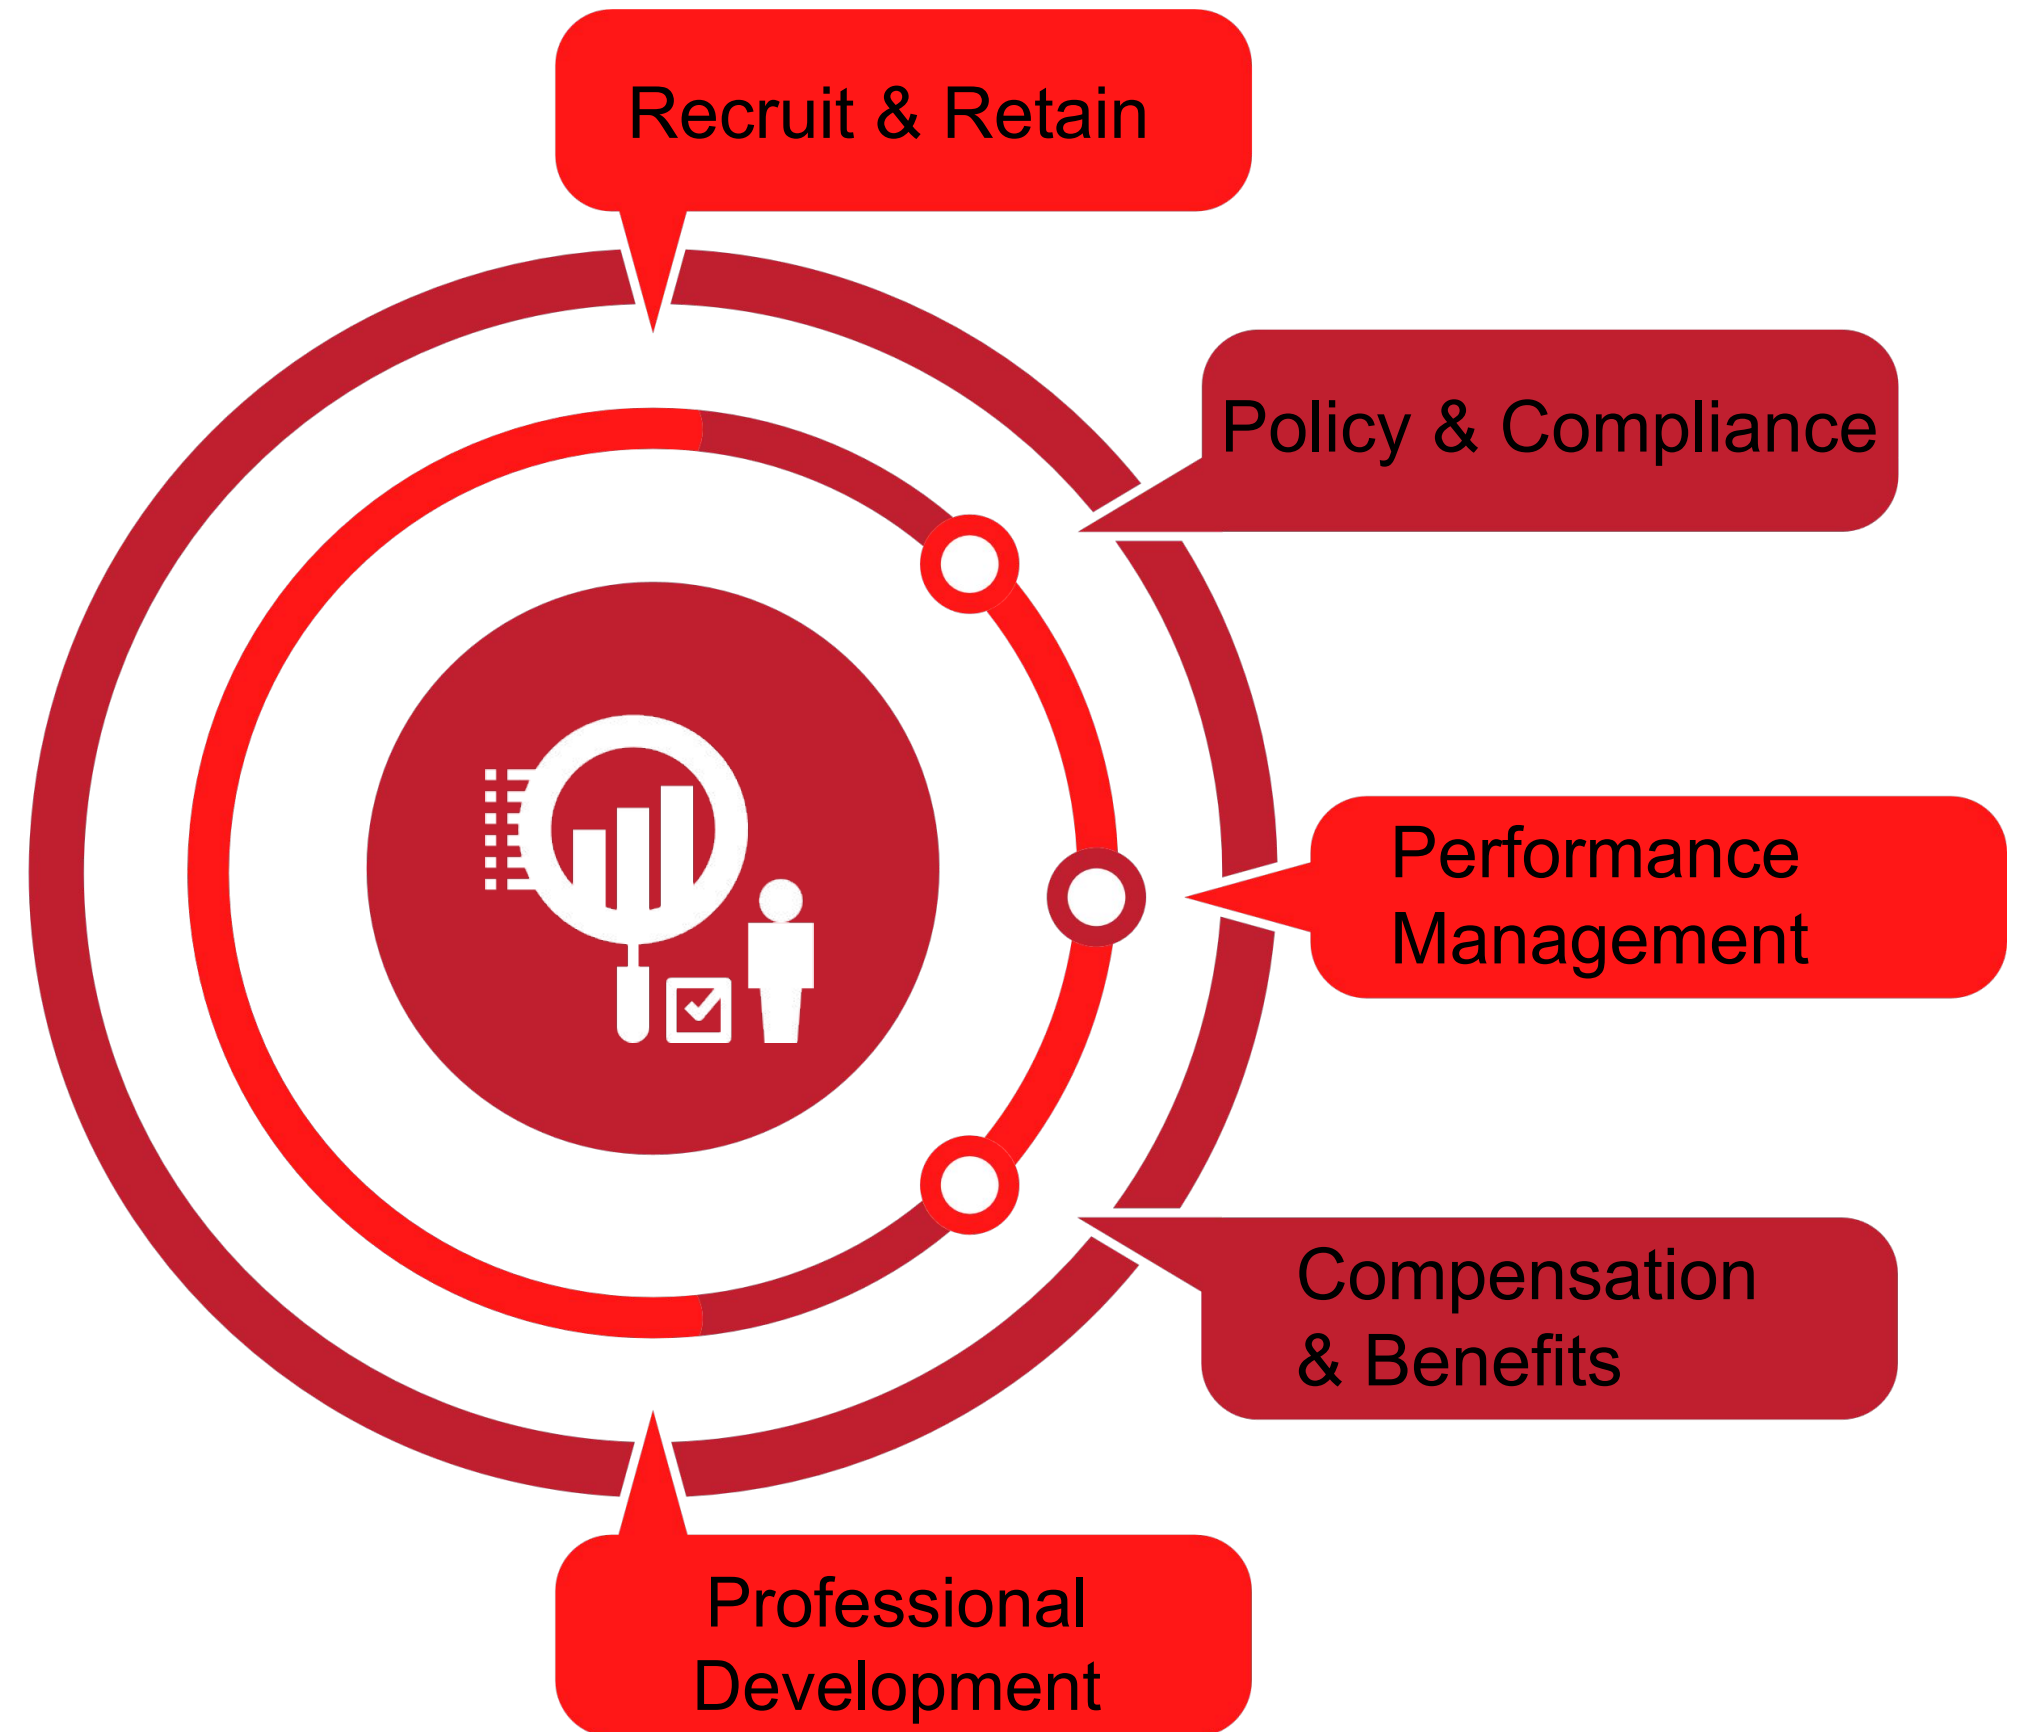 Recruit & Retain
Policy & Compliance
Performance
Management
Compensation
& Benefits
Professional
Development